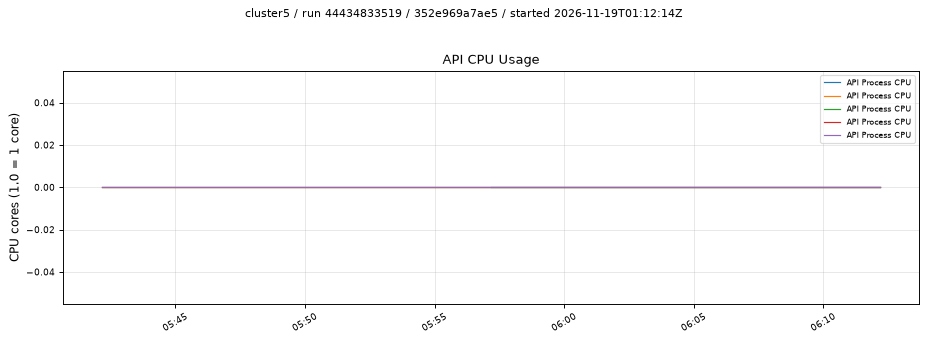 cluster5 / run 44434833519 / 352e969a7ae5 / started 2026-11-19T01:12:14Z
API CPU Usage
API Process CPU
API Process CPU
API Process CPU
API Process CPU
API Process CPU
CPU cores (1.0 = 1 core)
0.04
0.02
0.00
−0.02
−0.04
05:45
05:50
05:55
06:00
06:05
06:10